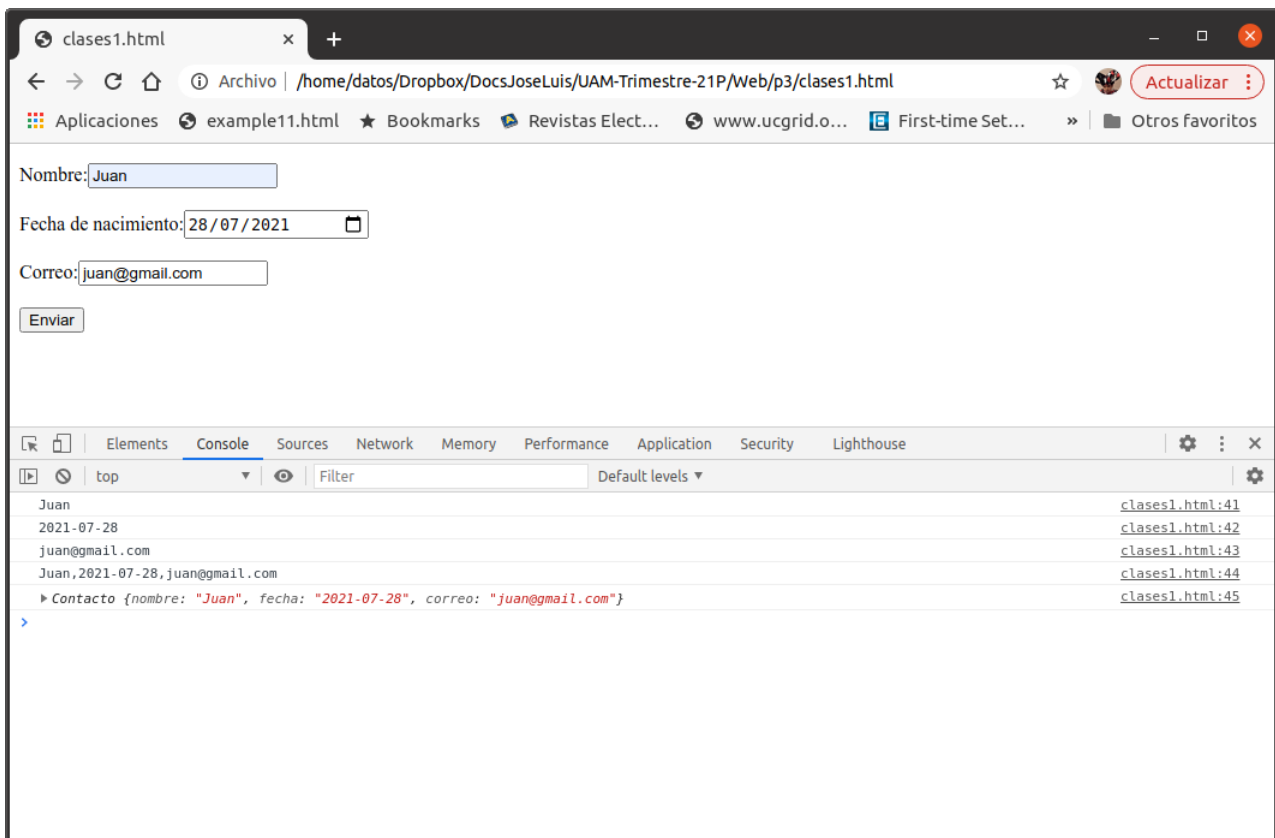 clases1.html
Archivo /home/datos/Dropbox/DocsJoseLuis/UAM-Trimestre-21P/Web/p3/clases1.html Actualizar
Aplicaciones example11.html Bookmarks Revistas Elect... www.ucgrid.o... First-time Set... » Otros favoritos
Nombre: Juan
Fecha de nacimiento: 28/07/2021
Correo: juan@gmail.com
Enviar
Elements Console Sources Network Memory Performance Application Security Lighthouse
top Filter Default levels ▼
Juan clases1.html:41
2021-07-28 clases1.html:42
juan@gmail.com clases1.html:43
Juan,2021-07-28,juan@gmail.com clases1.html:44
Contacto {nombre: "Juan", fecha: "2021-07-28", correo: "juan@gmail.com"} clases1.html:45